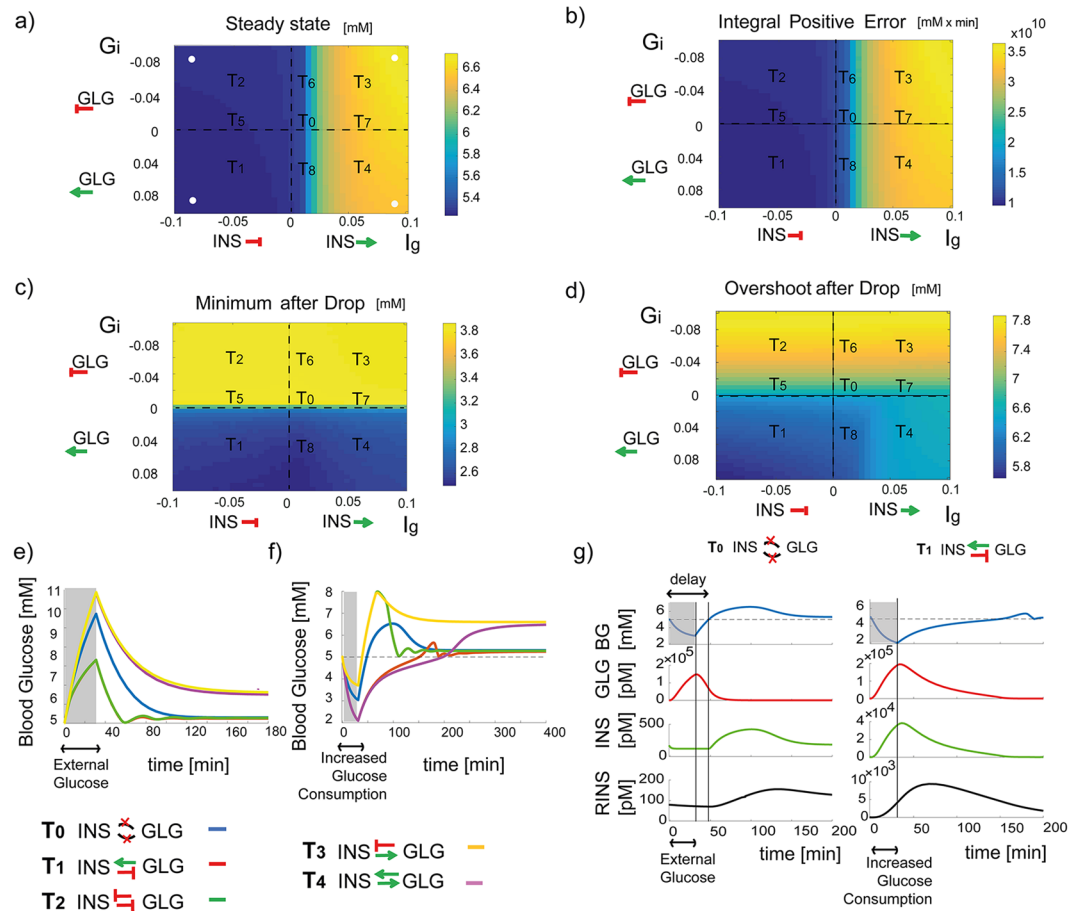 a)
Steady state [mM]
Gi
-0.08
-0.04
0
0.04
0.08
GLG
GLG
T2
T6
T3
T5
T0
T7
T1
T8
T4
6.6
6.4
6.2
6
5.8
5.6
5.4
-0.1
-0.05
0
0.05
0.1
INS
INS
Ig
b)
Integral Positive Error [mM x min]
×10
10
Gi
-0.08
-0.04
0
0.04
0.08
GLG
GLG
T2
T6
T3
T5
T0
T7
T1
T8
T4
3.5
3
2.5
2
1.5
1
-0.1
-0.05
0
0.05
0.1
INS
INS
Ig
c)
Minimum after Drop [mM]
Gi
-0.08
-0.04
0
0.04
0.08
GLG
GLG
T2
T6
T3
T5
T0
T7
T1
T8
T4
3.8
3.6
3.4
3.2
3
2.8
2.6
-0.1
-0.05
0
0.05
0.1
INS
INS
Ig
d)
Overshoot after Drop [mM]
Gi
-0.08
-0.04
0
0.04
0.08
GLG
GLG
T2
T6
T3
T5
T0
T7
T1
T8
T4
7.8
7.4
7
6.6
6.2
5.8
-0.1
-0.05
0
0.05
0.1
INS
INS
Ig
e)
Blood Glucose [mM]
11
10
9
8
7
6
5
0
40
80
100
140
180
External
Glucose
time [min]
f)
Blood Glucose [mM]
8
7
6
5
4
3
2
0
100
200
300
400
Increased
Glucose
Consumption
time [min]
T0 INS GLG
T1 INS GLG
T2 INS GLG
T3 INS GLG
T4 INS GLG
g)
T0 INS GLG
T1 INS GLG
delay
BG
[mM]
6
4
2
×10
5
GLG
[pM]
2
1
0
INS
[pM]
500
0
RINS
[pM]
200
100
0
0
50
100
150
200
External
Glucose
time [min]
6
4
2
×10
5
2
1
0
×10
4
4
2
0
×10
3
10
5
0
0
50
100
150
200
Increased
Glucose
Consumption
time [min]